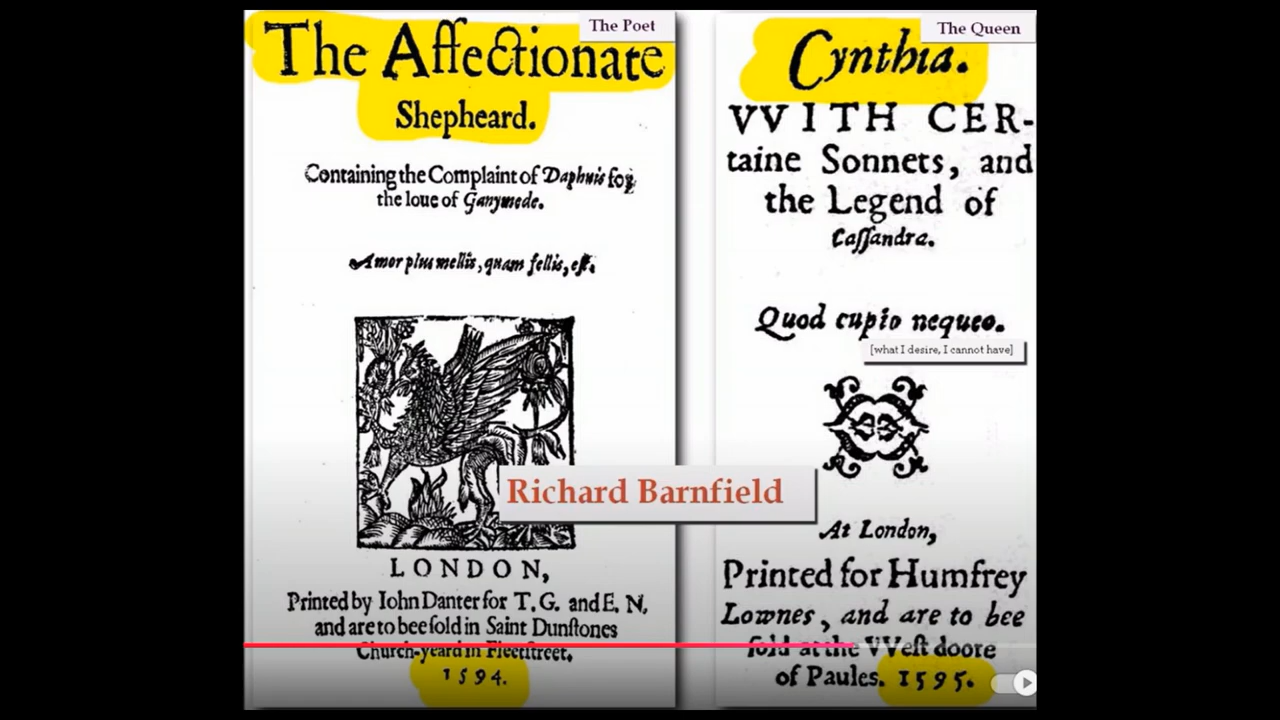 The Poet
The Affectionate
Shepheard.
Containing the Complaint of Daphnis for
the loue of Ganymede.
Amor plus mellis, quam fellis, est.
LONDON,
Printed by Iohn Danter for T. G. and E. N.
and are to bee sold in Saint Dunstones
Church-yeard in Fleetstreet,
1594.
The Queen
Cynthia.
VVITH CER-
taine Sonnets, and
the Legend of
Cassandra.
Quod cupio nequeo.
[what I desire, I cannot have]
At London,
Printed for Humfrey
Lownes, and are to bee
sold at the VVest doore
of Paules. 1595.
Richard Barnfield